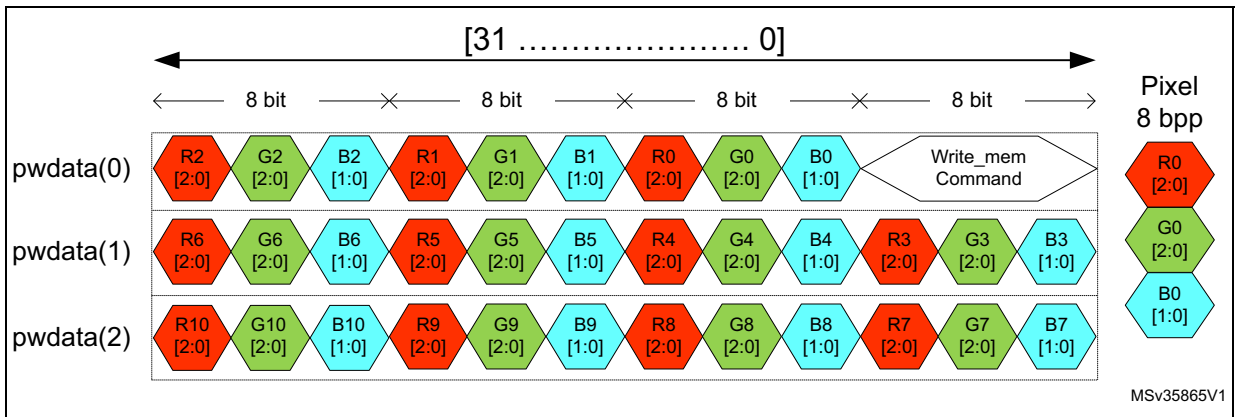 [31 ........................ 0]
8 bit 8 bit 8 bit 8 bit
Pixel
8 bpp
pwdata(0)
R2 G2 B2 R1 G1 B1 R0 G0 B0 Write_mem
[2:0] [2:0] [1:0] [2:0] [2:0] [1:0] [2:0] [2:0] [1:0] Command
pwdata(1)
R6 G6 B6 R5 G5 B5 R4 G4 B4 R3 G3 B3
[2:0] [2:0] [1:0] [2:0] [2:0] [1:0] [2:0] [2:0] [1:0] [2:0] [2:0] [1:0]
pwdata(2)
R10 G10 B10 R9 G9 B9 R8 G8 B8 R7 G7 B7
[2:0] [2:0] [1:0] [2:0] [2:0] [1:0] [2:0] [2:0] [1:0] [2:0] [2:0] [1:0]
R0
[2:0]
G0
[2:0]
B0
[1:0]
MSv35865V1